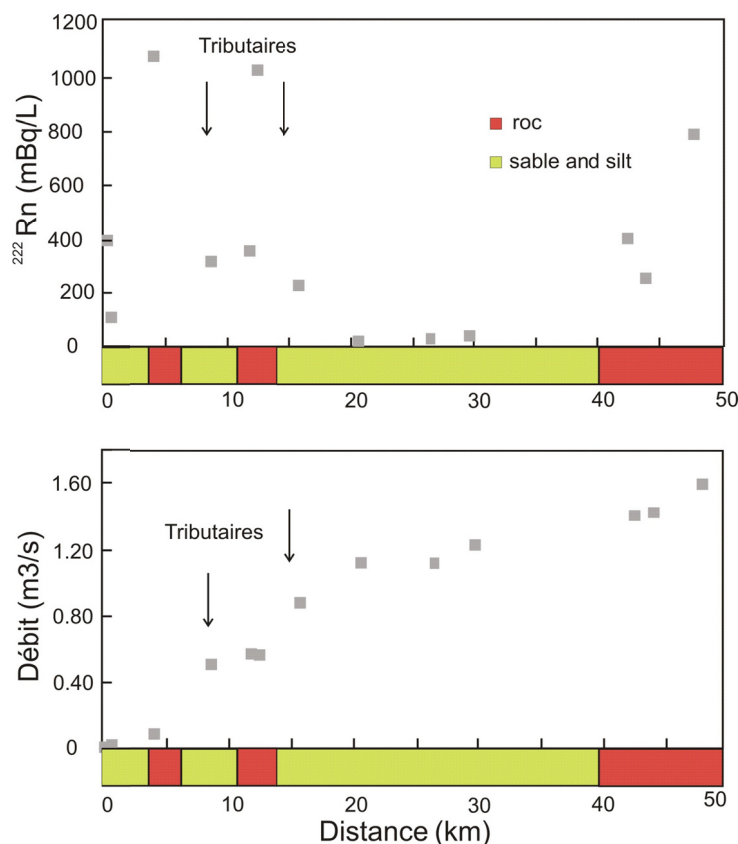 1200
Tributaires
1000
800
roc
sable and silt
600
400
200
0
222 Rn (mBq/L)
0 10 20 30 40 50
1.60
Tributaires
1.20
0.80
0.40
0
Débit (m3/s)
0 10 20 30 40 50
Distance (km)